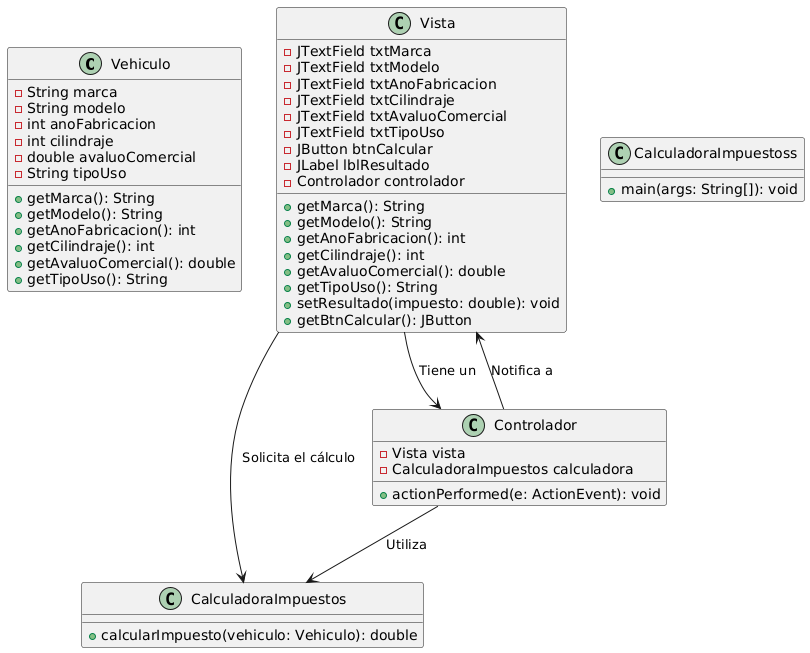 C Vehiculo
String marca
String modelo
int anoFabricacion
int cilindraje
double avaluoComercial
String tipoUso
getMarca(): String
getModelo(): String
getAnoFabricacion(): int
getCilindraje(): int
getAvaluoComercial(): double
getTipoUso(): String
C Vista
JTextField txtMarca
JTextField txtModelo
JTextField txtAnoFabricacion
JTextField txtCilindraje
JTextField txtAvaluoComercial
JTextField txtTipoUso
JButton btnCalcular
JLabel lblResultado
Controlador controlador
getMarca(): String
getModelo(): String
getAnoFabricacion(): int
getCilindraje(): int
getAvaluoComercial(): double
getTipoUso(): String
setResultado(impuesto: double): void
getBtnCalcular(): JButton
C CalculadoraImpuestoss
main(args: String[]): void
Tiene un
Notifica a
Solicita el cálculo
C Controlador
Vista vista
CalculadoraImpuestos calculadora
actionPerformed(e: ActionEvent): void
Utiliza
C CalculadoraImpuestos
calcularImpuesto(vehiculo: Vehiculo): double